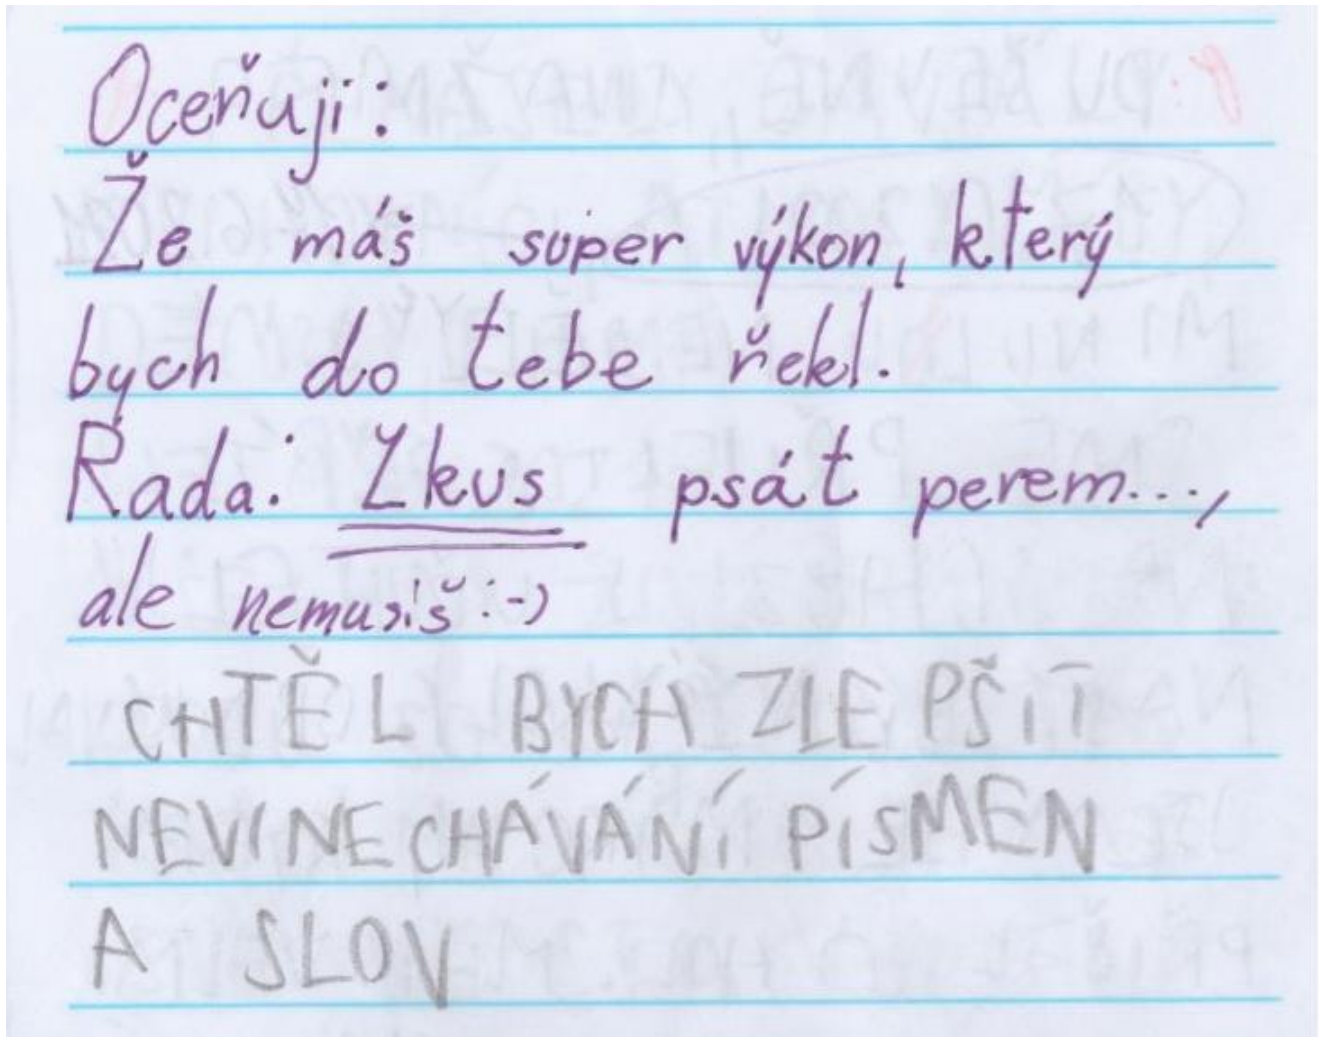 Oceňuji:
Že máš super výkon, který
bych do tebe řekl.
Rada: Zkus psát perem...,
ale nemusíš :-)
CHTĚL BYCH ZLEPŠIT
NEVINECHÁVÁNÍ PÍSMEN
A SLOV